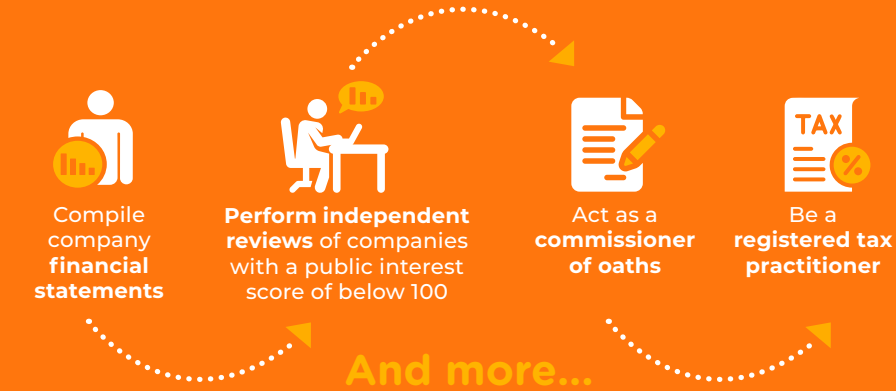 Compile
company
financial
statements
Perform independent
reviews of companies
with a public interest
score of below 100
Act as a
commissioner
of oaths
TAX
%
Be a
registered tax
practitioner
And more...